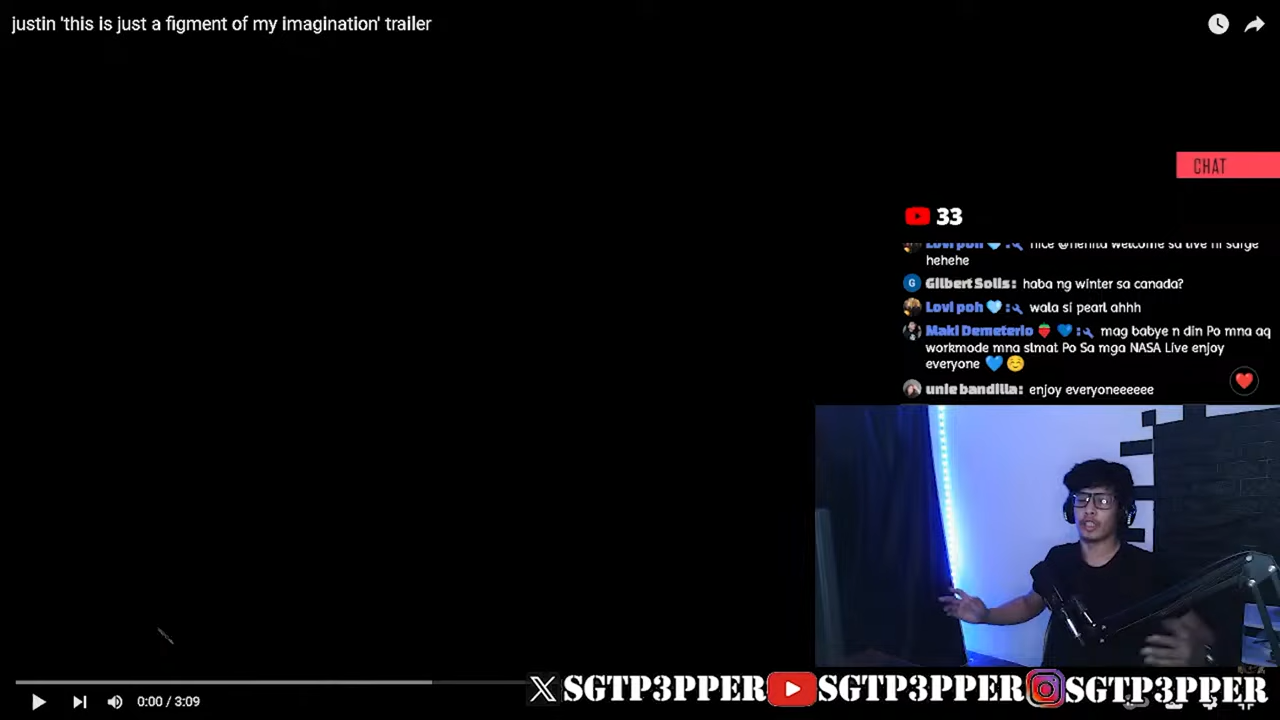 justin 'this is just a figment of my imagination' trailer
CHAT
33
Lovi poh : nice @nenita welcome sa live ni sarge
hehehe
G Gilbert Solis : haba ng winter sa canada?
Lovi poh : wala si pearl ahhh
Maki Demeterio : mag babye n din Po mna aq
workmode mna slmat Po Sa mga NASA Live enjoy
everyone
unie bandilla : enjoy everyoneeeeee
0:00 / 3:09
SGTP3PPER SGTP3PPER SGTP3PPER